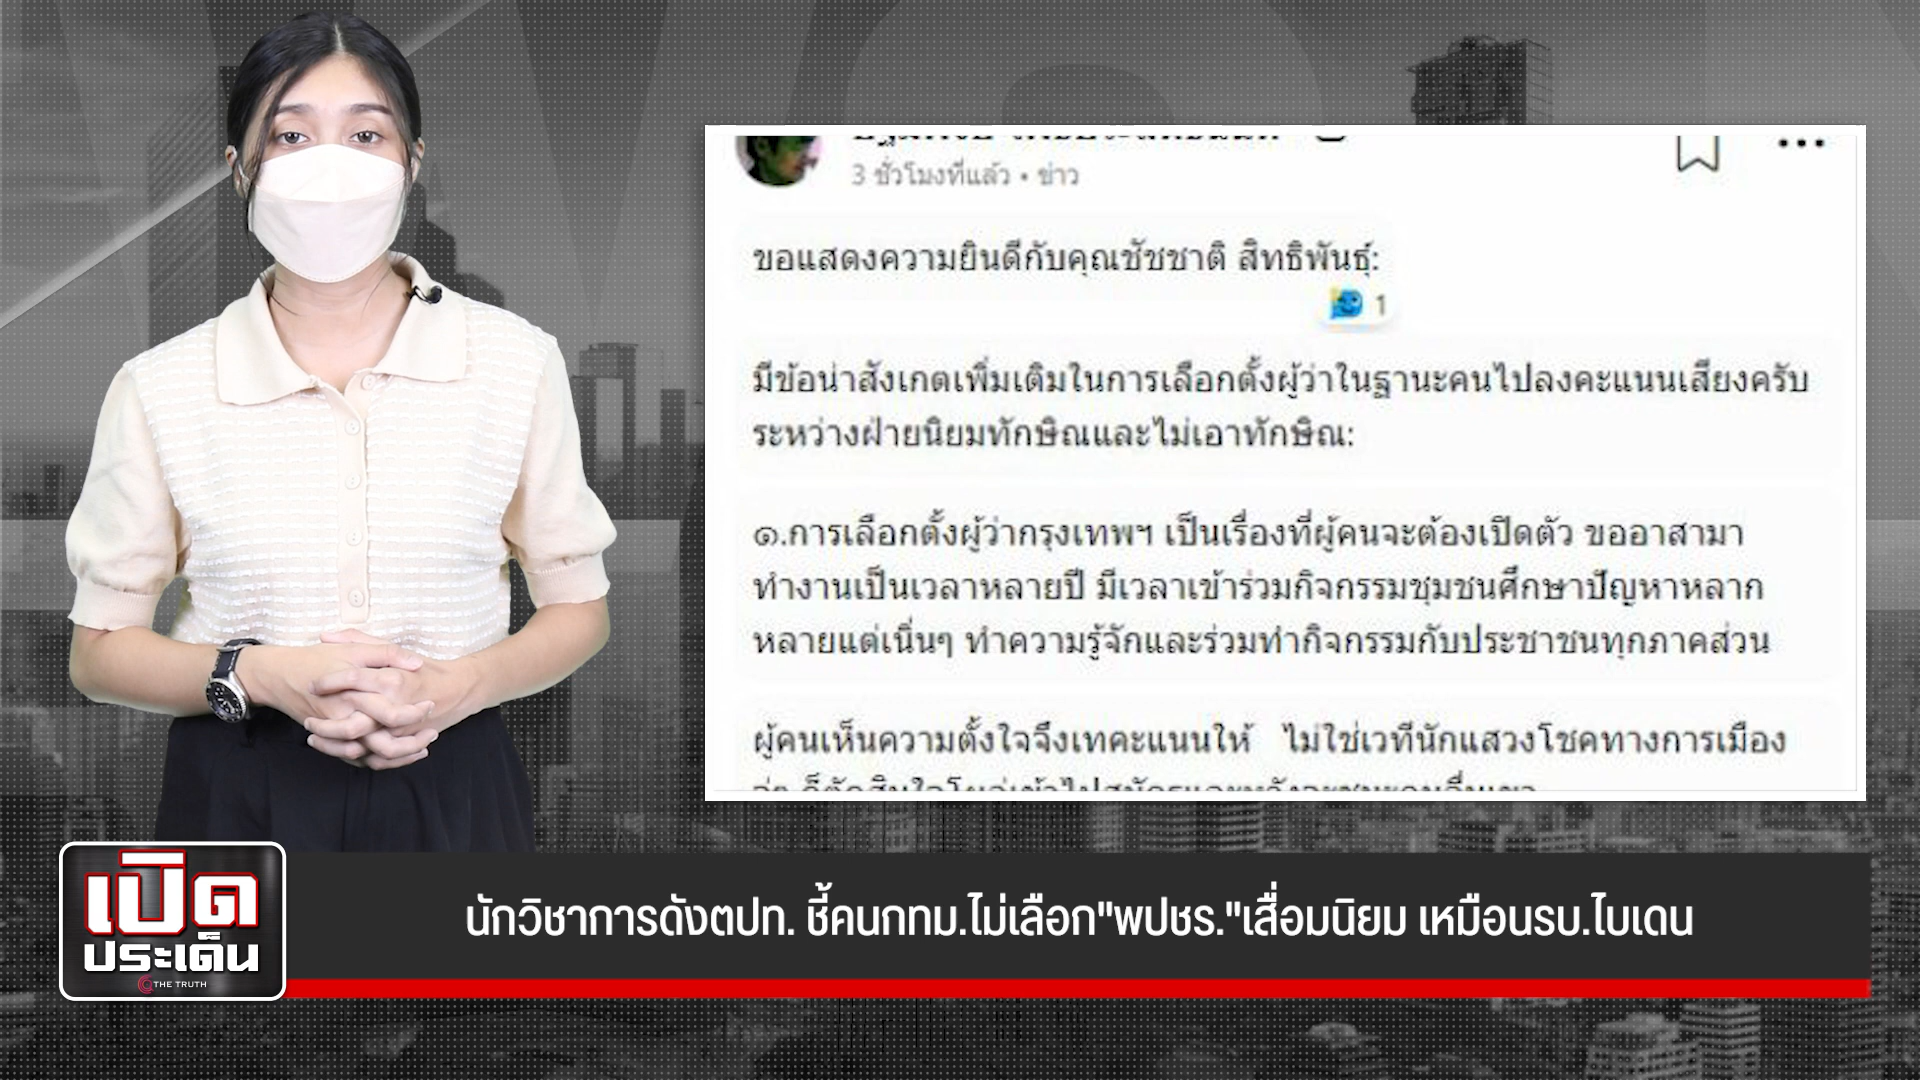 3 ชั่วโมงที่แล้ว • ข่าว
ขอแสดงความยินดีกับคุณชัชชาติ สิทธิพันธุ์:
1
มีข้อน่าสังเกตเพิ่มเติมในการเลือกตั้งผู้ว่าในฐานะคนไปลงคะแนนเสียงครับ
ระหว่างฝ่ายนิยมทักษิณและไม่เอาทักษิณ:
๑.การเลือกตั้งผู้ว่ากรุงเทพฯ เป็นเรื่องที่ผู้คนจะต้องเปิดตัว ขออาสามา
ทำงานเป็นเวลาหลายปี มีเวลาเข้าร่วมกิจกรรมชุมชนศึกษาปัญหาหลาก
หลายแต่เนิ่นๆ ทำความรู้จักและร่วมทำกิจกรรมกับประชาชนทุกภาคส่วน
ผู้คนเห็นความตั้งใจจึงเทคะแนนให้ ไม่ใช่เวทีนักแสวงโชคทางการเมือง
เปิด
ประเด็น
THE TRUTH
นักวิชาการดังตปท. ชี้คนกทม.ไม่เลือก"พปชร."เสื่อมนิยม เหมือนรบ.ไบเดน